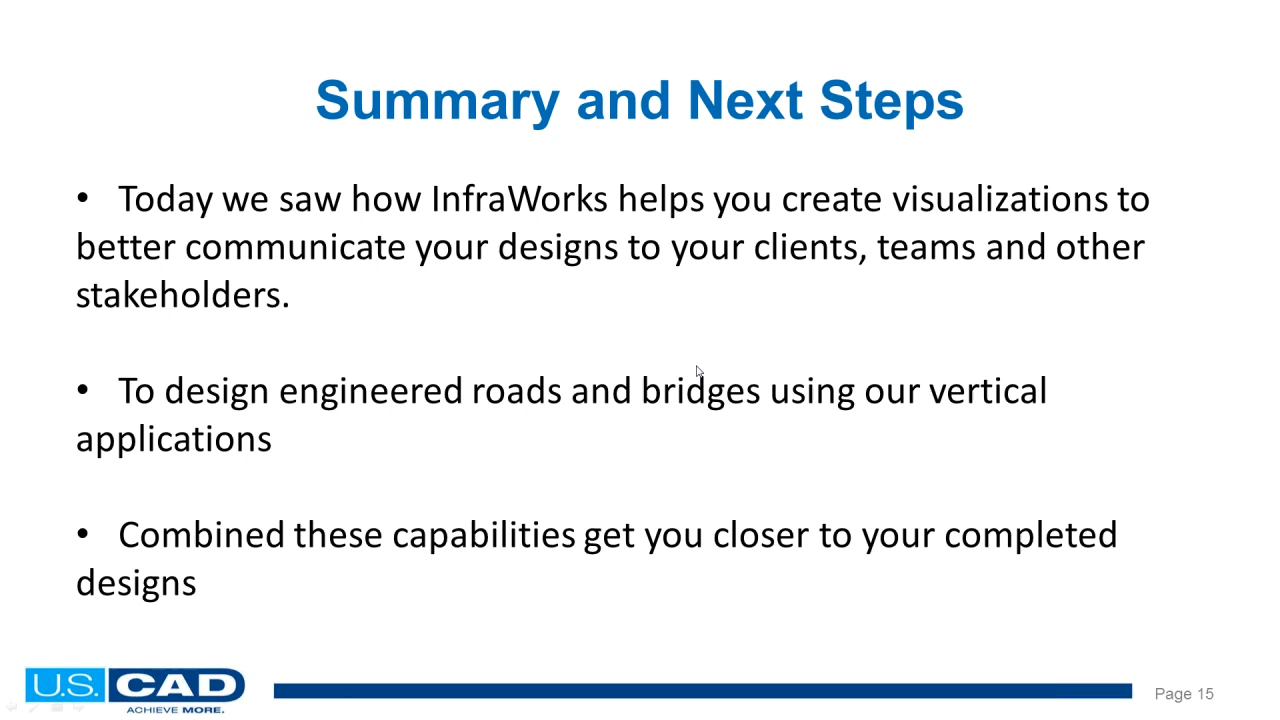 Summary and Next Steps
• Today we saw how InfraWorks helps you create visualizations to
better communicate your designs to your clients, teams and other
stakeholders.
• To design engineered roads and bridges using our vertical
applications
• Combined these capabilities get you closer to your completed
designs
U.S. CAD
ACHIEVE MORE.
Page 15